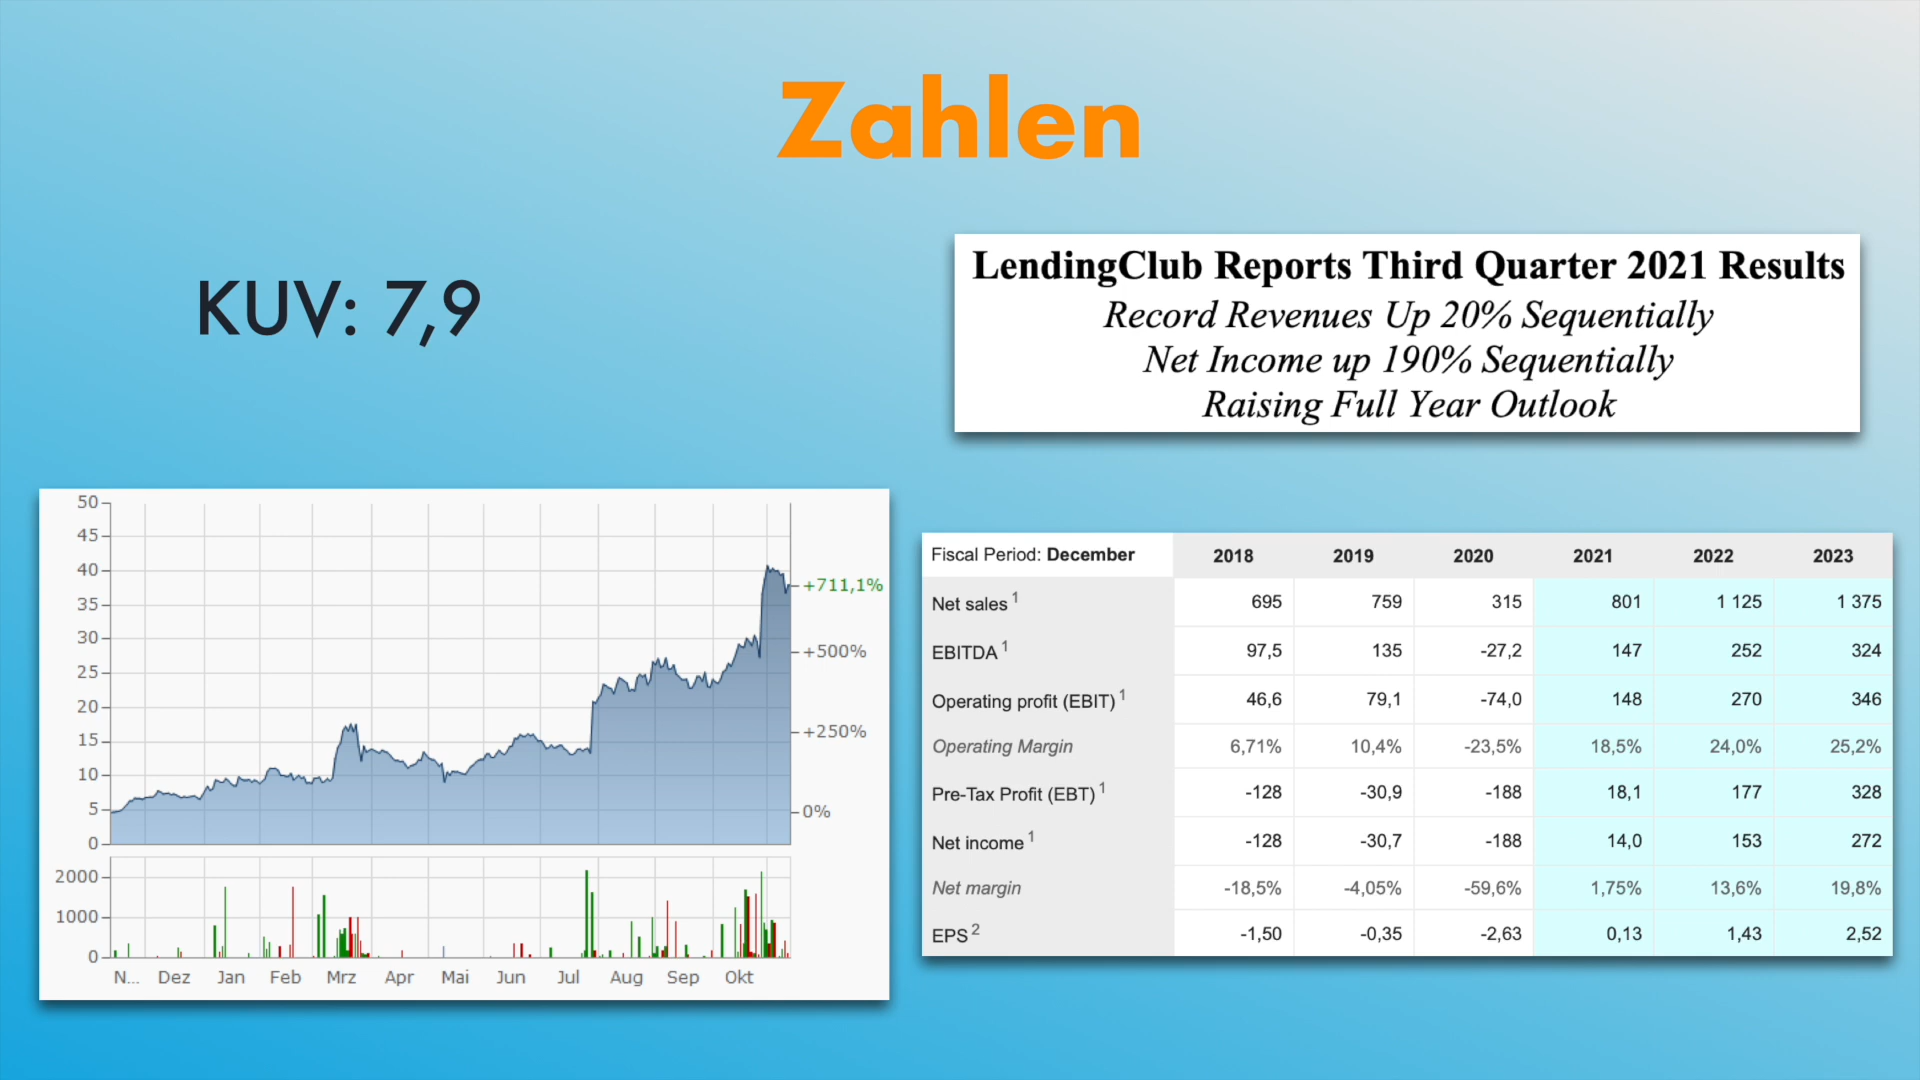 Zahlen
KUV: 7,9
LendingClub Reports Third Quarter 2021 Results
Record Revenues Up 20% Sequentially
Net Income up 190% Sequentially
Raising Full Year Outlook
50
45
40
35
30
25
20
15
10
5
0
+711,1%
+500%
+250%
0%
2000
1000
0
N... Dez Jan Feb Mrz Apr Mai Jun Jul Aug Sep Okt
Fiscal Period: December 2018 2019 2020 2021 2022 2023
Net sales 1 695 759 315 801 1 125 1 375
EBITDA 1 97,5 135 -27,2 147 252 324
Operating profit (EBIT) 1 46,6 79,1 -74,0 148 270 346
Operating Margin 6,71% 10,4% -23,5% 18,5% 24,0% 25,2%
Pre-Tax Profit (EBT) 1 -128 -30,9 -188 18,1 177 328
Net income 1 -128 -30,7 -188 14,0 153 272
Net margin -18,5% -4,05% -59,6% 1,75% 13,6% 19,8%
EPS 2 -1,50 -0,35 -2,63 0,13 1,43 2,52